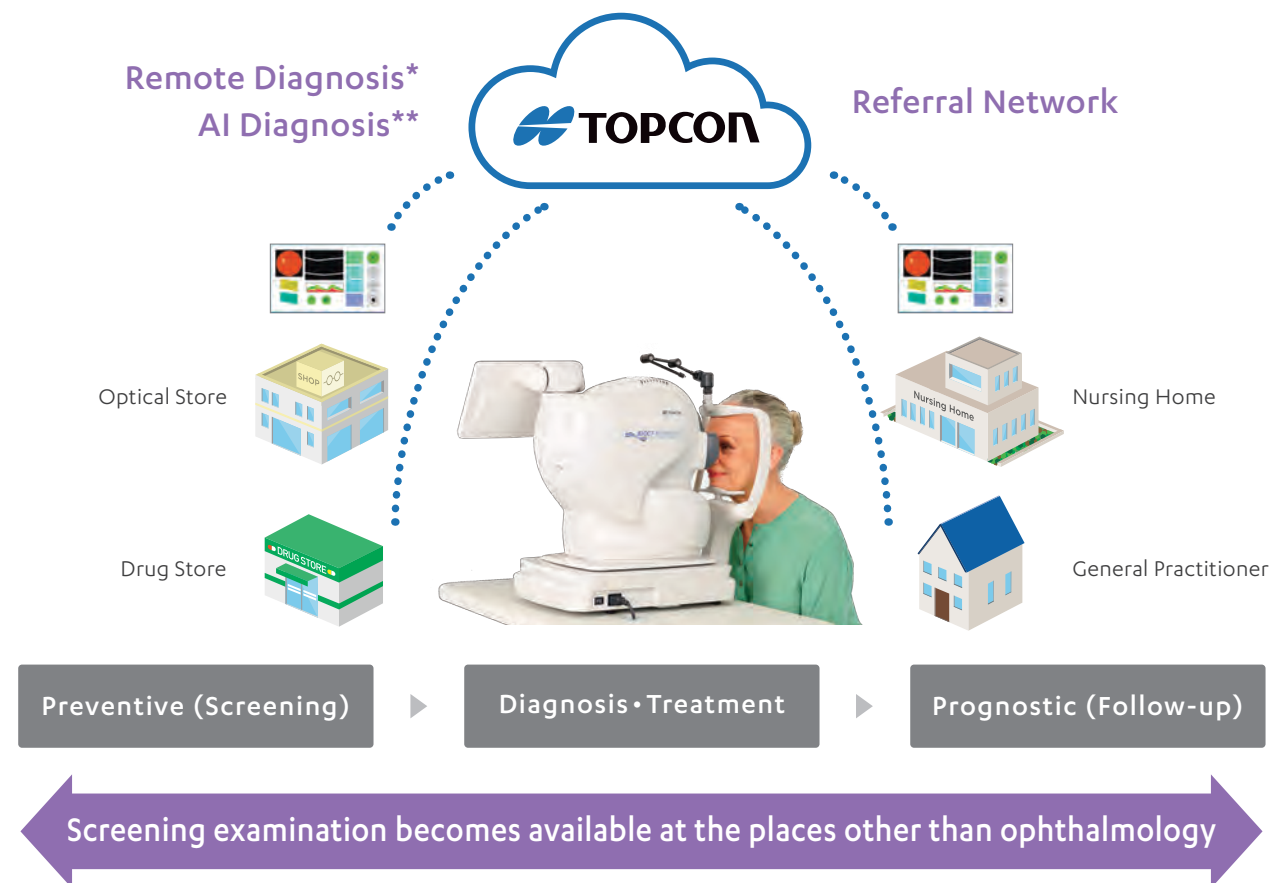 Remote Diagnosis*
AI Diagnosis**
TOPCON
Referral Network
SHOP
Optical Store
Nursing Home
Nursing Home
DRUG STORE
Drug Store
General Practitioner
Preventive (Screening)
Diagnosis・Treatment
Prognostic (Follow-up)
Screening examination becomes available at the places other than ophthalmology